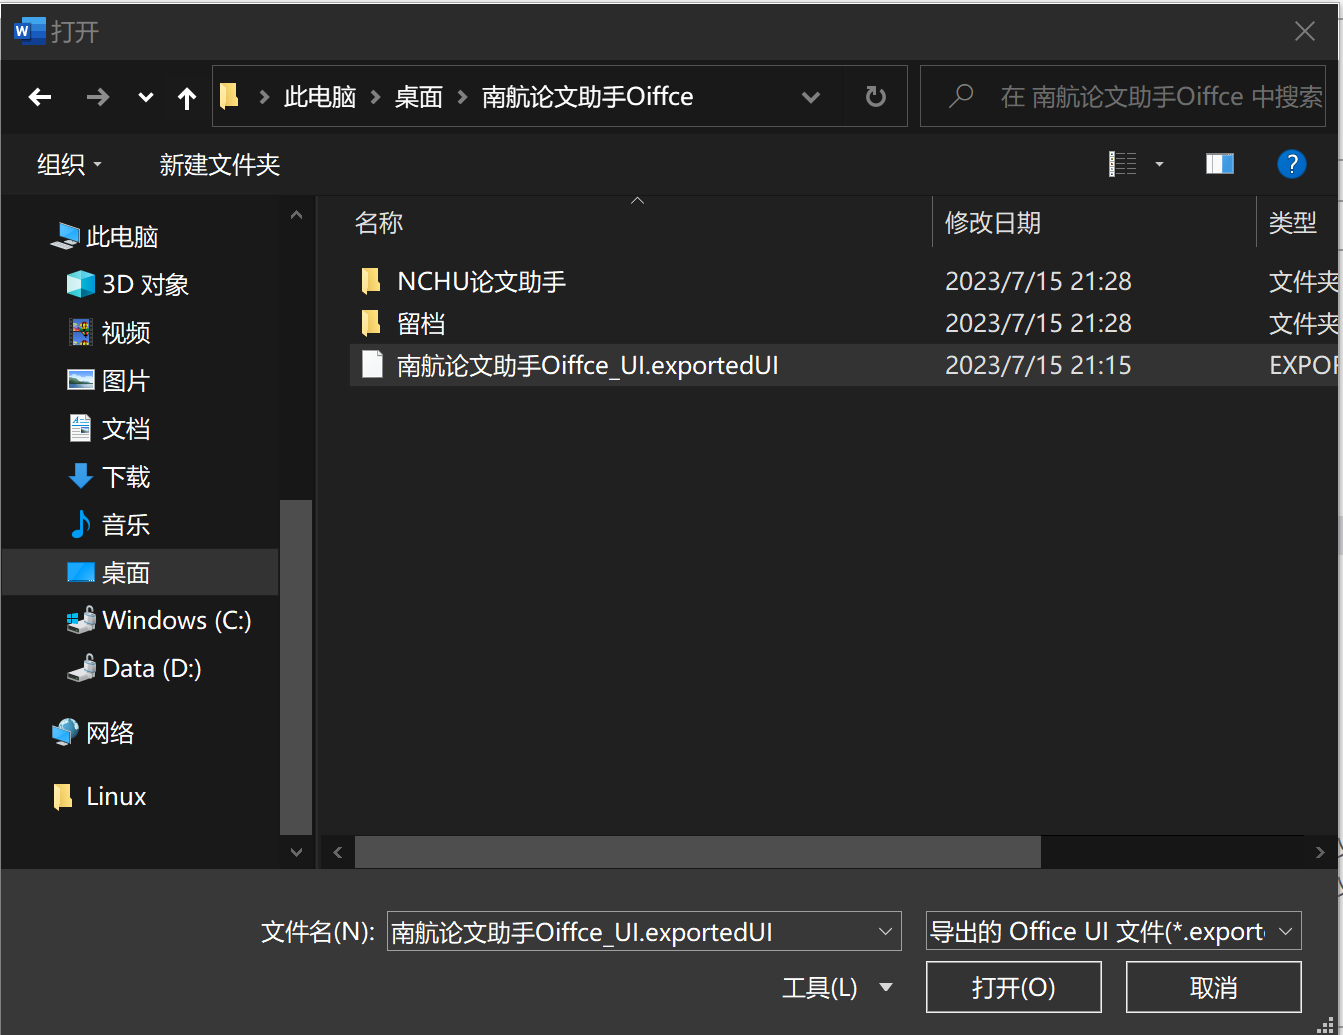 打开
此电脑 > 桌面 > 南航论文助手Oiffce
在 南航论文助手Oiffce 中搜索
组织
新建文件夹
名称 修改日期 类型
此电脑
3D 对象
视频
图片
文档
下载
音乐
桌面
Windows (C:)
Data (D:)
网络
Linux
NCHU论文助手 2023/7/15 21:28 文件夹
留档 2023/7/15 21:28 文件夹
南航论文助手Oiffce_UI.exportedUI 2023/7/15 21:15 EXPOR
文件名(N): 南航论文助手Oiffce_UI.exportedUI
导出的 Office UI 文件(*.export
工具(L) 打开(O) 取消